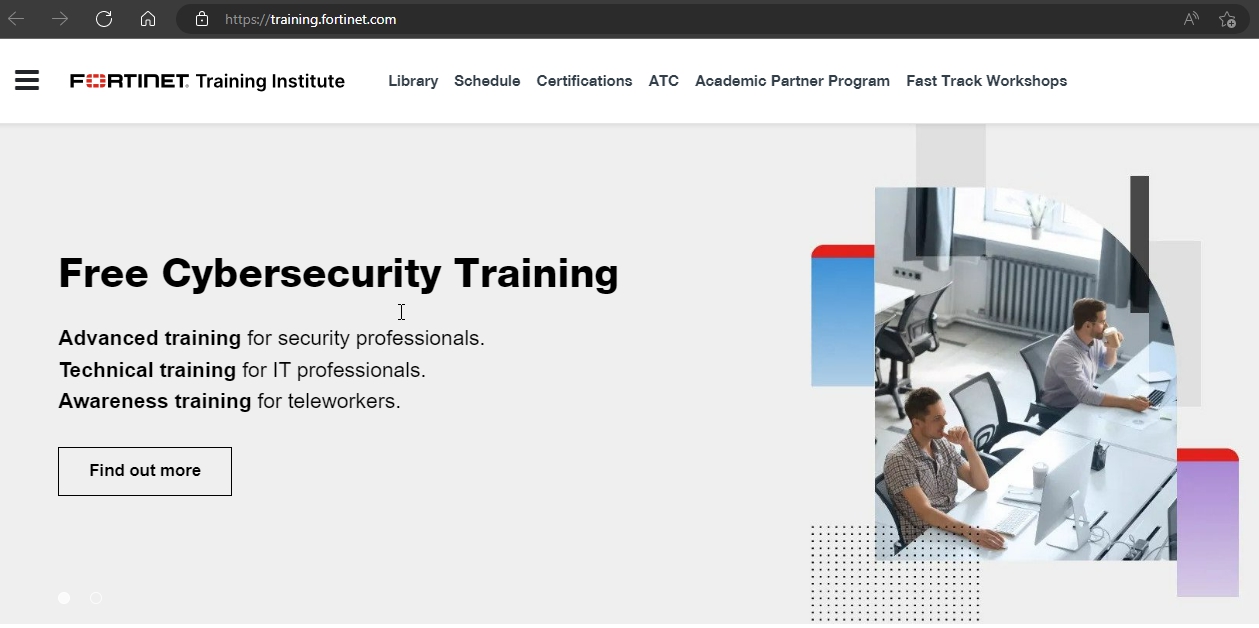 https://training.fortinet.com
FORTINET Training Institute
Library Schedule Certifications ATC Academic Partner Program Fast Track Workshops
Free Cybersecurity Training
Advanced training for security professionals.
Technical training for IT professionals.
Awareness training for teleworkers.
Find out more